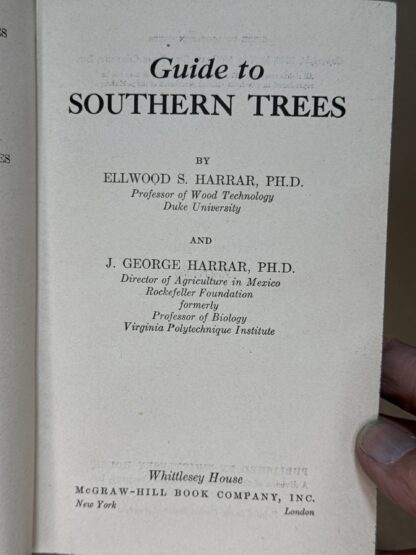 Guide to
SOUTHERN TREES
BY
ELLWOOD S. HARRAR, PH.D.
Professor of Wood Technology
Duke University
AND
J. GEORGE HARRAR, PH.D.
Director of Agriculture in Mexico
Rockefeller Foundation
formerly
Professor of Biology
Virginia Polytechnique Institute
Whittlesey House
McGRAW-HILL BOOK COMPANY, INC.
New York London